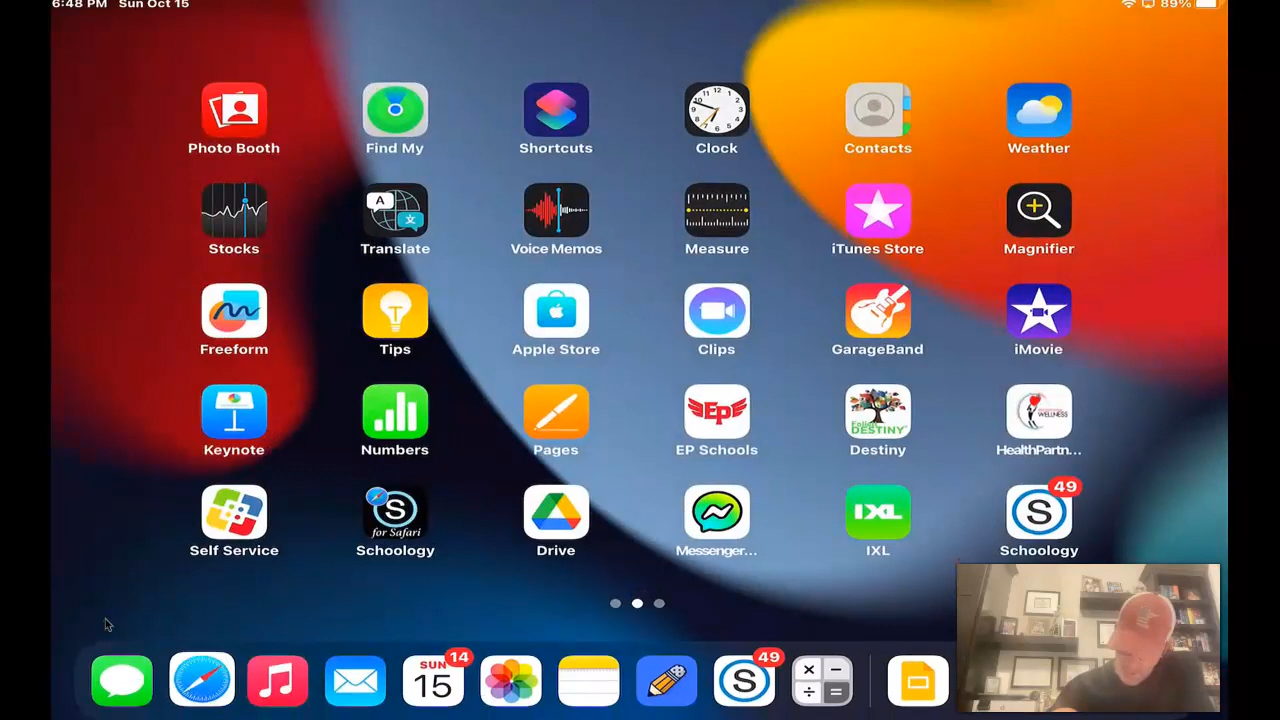 6:48 PM Sun Oct 15 89%
Photo Booth Find My Shortcuts Clock Contacts Weather
Stocks Translate Voice Memos Measure iTunes Store Magnifier
Freeform Tips Apple Store Clips GarageBand iMovie
Keynote Numbers Pages EP Schools Destiny HealthPartn...
49
Self Service Schoology Drive Messenger... IXL Schoology
SUN 14 49
15